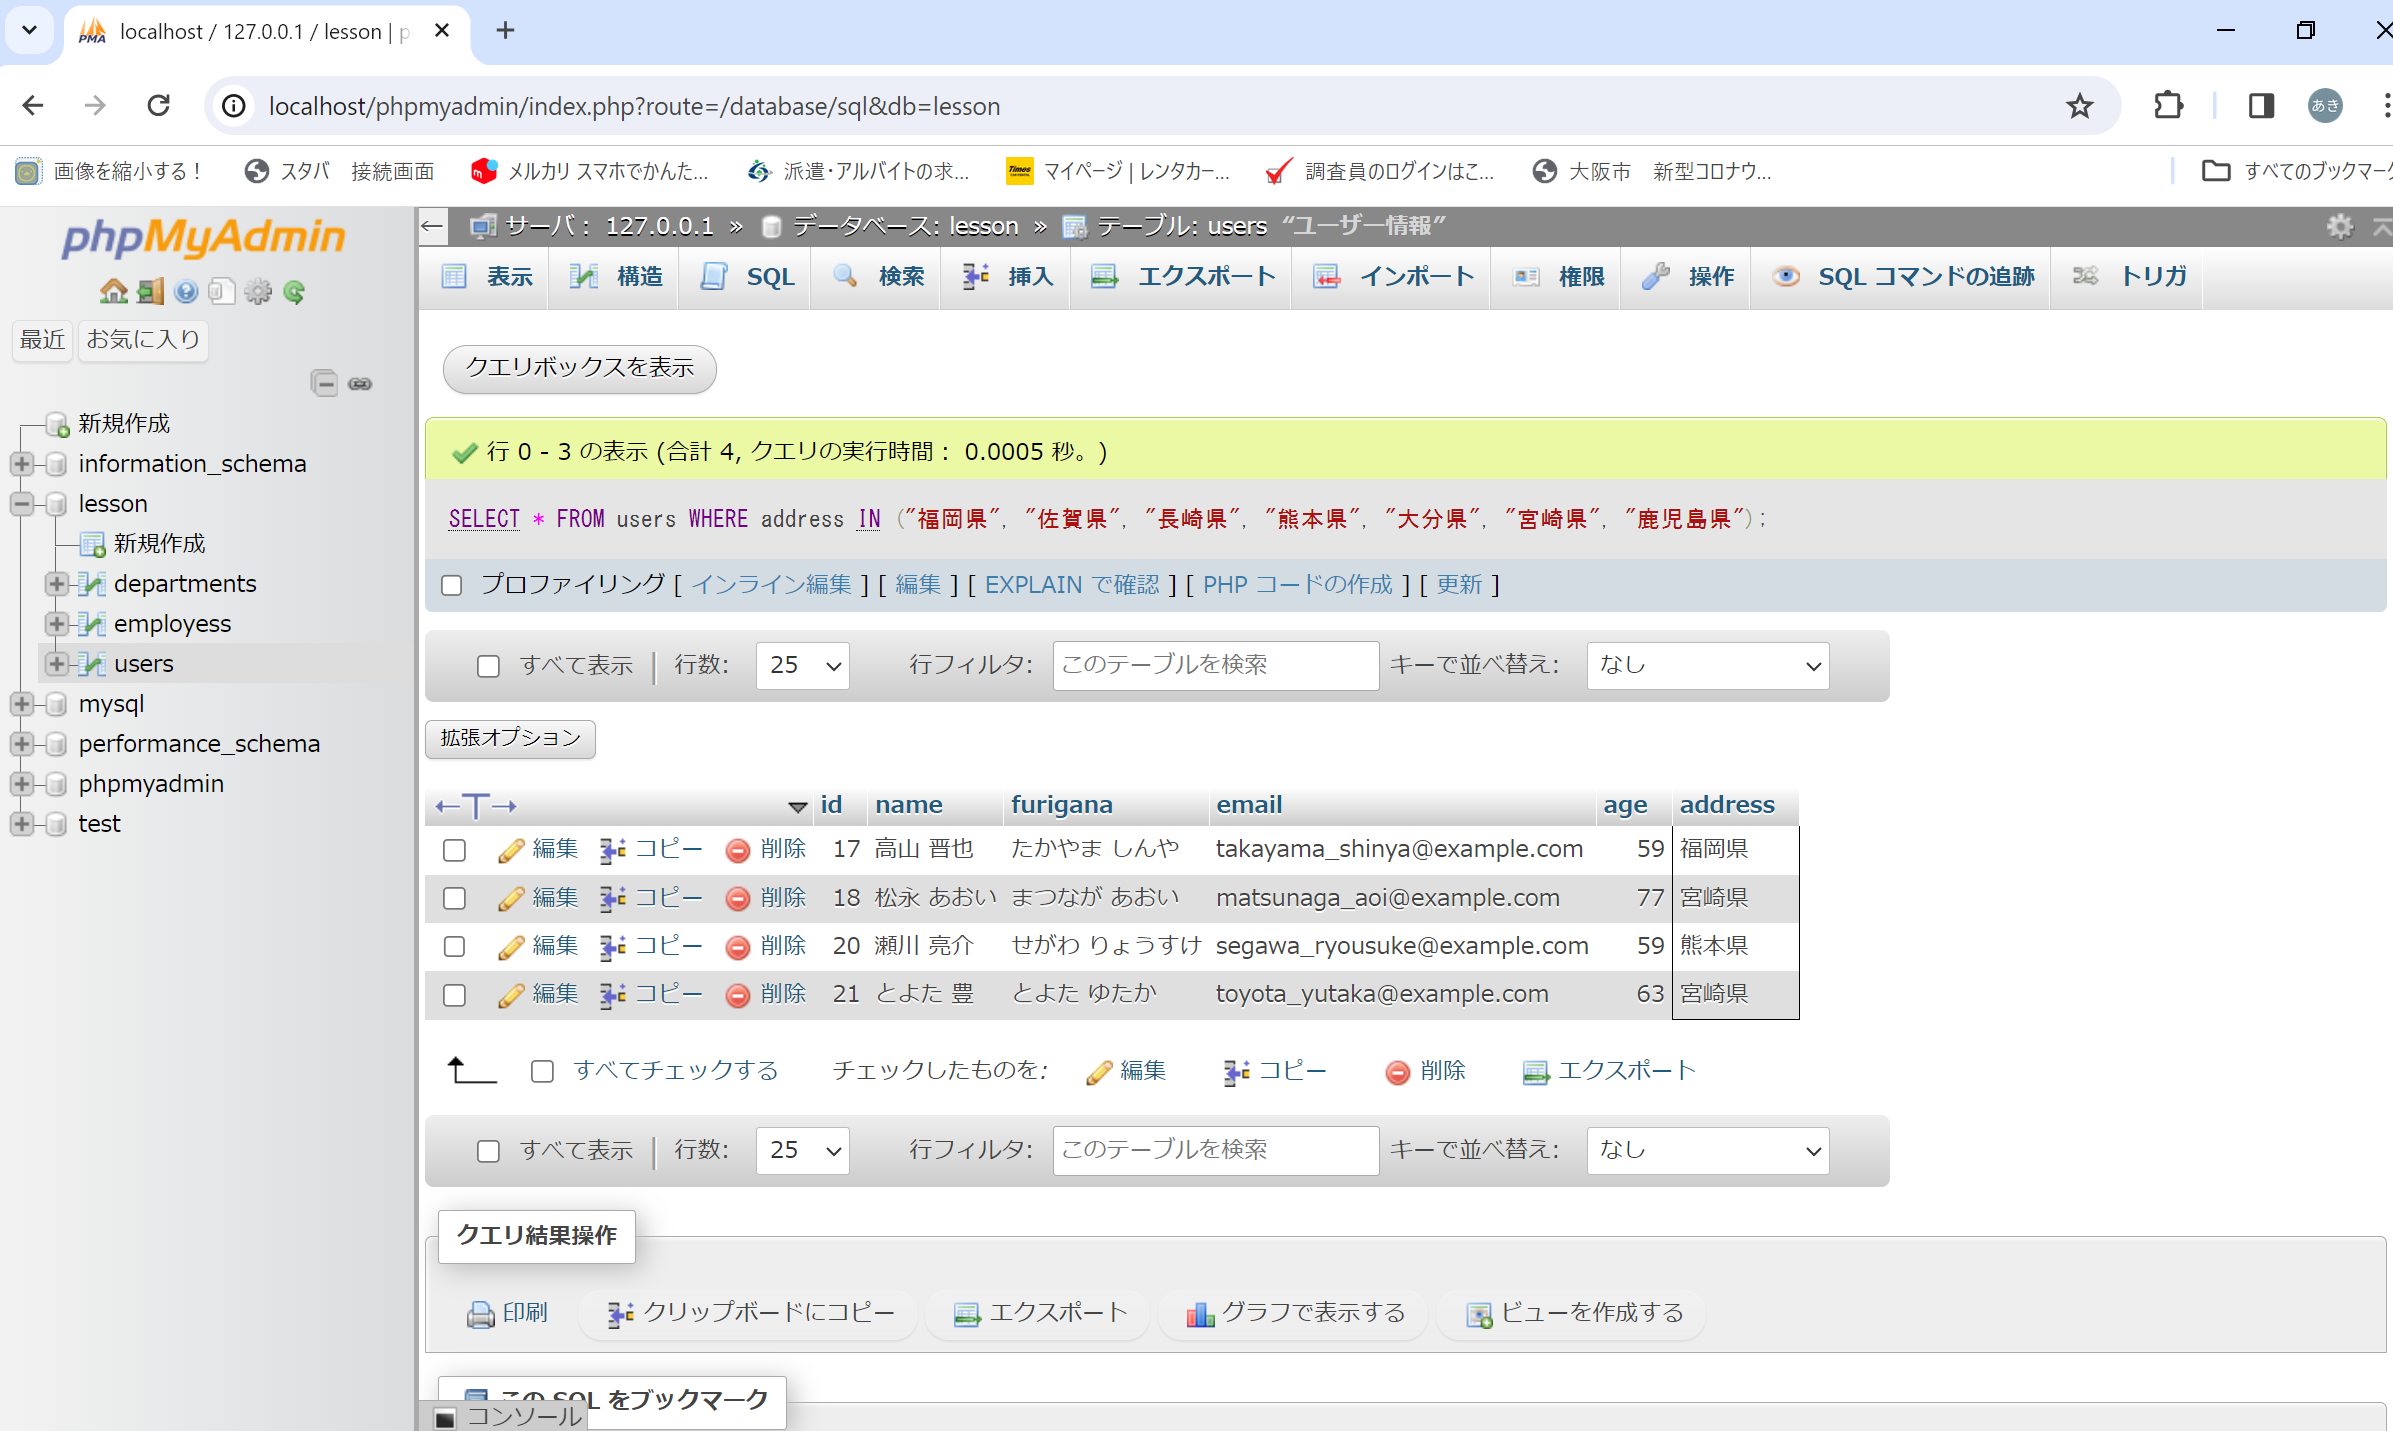 localhost / 127.0.0.1 / lesson | p
localhost/phpmyadmin/index.php?route=/database/sql&db=lesson
あき
画像を縮小する！ スタバ 接続画面 メルカリ スマホでかんた... 派遣・アルバイトの求... マイページ | レンタカー... 調査員のログインはこ... 大阪市 新型コロナウ... すべてのブックマーク
phpMyAdmin
最近 お気に入り
新規作成
information_schema
lesson
新規作成
departments
employess
users
mysql
performance_schema
phpmyadmin
test
サーバ： 127.0.0.1 » データベース: lesson » テーブル: users “ユーザー情報”
表示 構造 SQL 検索 挿入 エクスポート インポート 権限 操作 SQL コマンドの追跡 トリガ
クエリボックスを表示
行 0 - 3 の表示 (合計 4, クエリの実行時間： 0.0005 秒。)
SELECT * FROM users WHERE address IN ("福岡県", "佐賀県", "長崎県", "熊本県", "大分県", "宮崎県", "鹿児島県");
プロファイリング [ インライン編集 ] [ 編集 ] [ EXPLAIN で確認 ] [ PHP コードの作成 ] [ 更新 ]
すべて表示 | 行数: 25 行フィルタ: このテーブルを検索 キーで並べ替え: なし
拡張オプション
←T→ id name furigana email age address
編集 コピー 削除 17 高山 晋也 たかやま しんや takayama_shinya@example.com 59 福岡県
編集 コピー 削除 18 松永 あおい まつなが あおい matsunaga_aoi@example.com 77 宮崎県
編集 コピー 削除 20 瀬川 亮介 せがわ りょうすけ segawa_ryousuke@example.com 59 熊本県
編集 コピー 削除 21 とよた 豊 とよた ゆたか toyota_yutaka@example.com 63 宮崎県
すべてチェックする チェックしたものを: 編集 コピー 削除 エクスポート
すべて表示 | 行数: 25 行フィルタ: このテーブルを検索 キーで並べ替え: なし
クエリ結果操作
印刷 クリップボードにコピー エクスポート グラフで表示する ビューを作成する
この SQL をブックマーク
コンソール